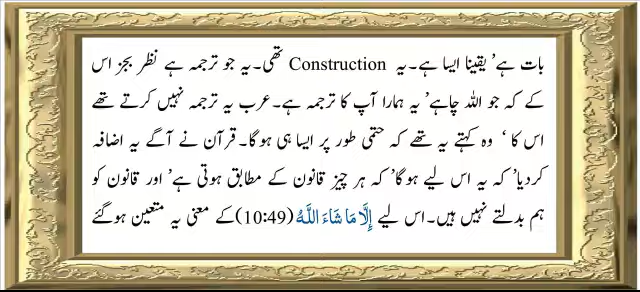 بات ہے’ یقینا ایسا ہے۔ یہ Construction تھی۔ یہ جو ترجمہ ہے نظر بجز اس
کے کہ جو اللہ چاہے’ یہ ہمارا آپ کا ترجمہ ہے۔ عرب یہ ترجمہ نہیں کرتے تھے
اس کا ‘ وہ کہتے یہ تھے کہ حتمی طور پر ایسا ہی ہوگا۔ قرآن نے آگے یہ اضافہ
کردیا’ کہ یہ اس لیے ہوگا’ کہ ہر چیز قانون کے مطابق ہوتی ہے’ اور قانون کو
ہم بدلتے نہیں ہیں۔ اس لیے إِلَّا مَا شَاءَ اللَّهُ (10:49) کے معنی یہ متعین ہوگئے